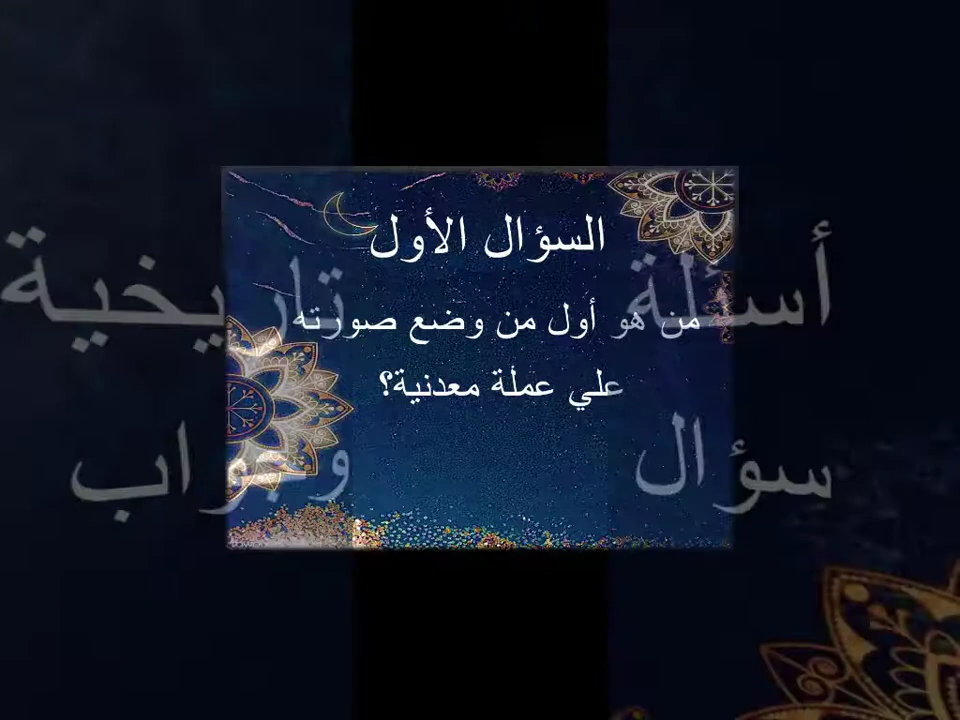 السؤال الأول
من هو أول من وضع صورته
علي عملة معدنية؟
أسئلة تاريخية
سؤال وجواب